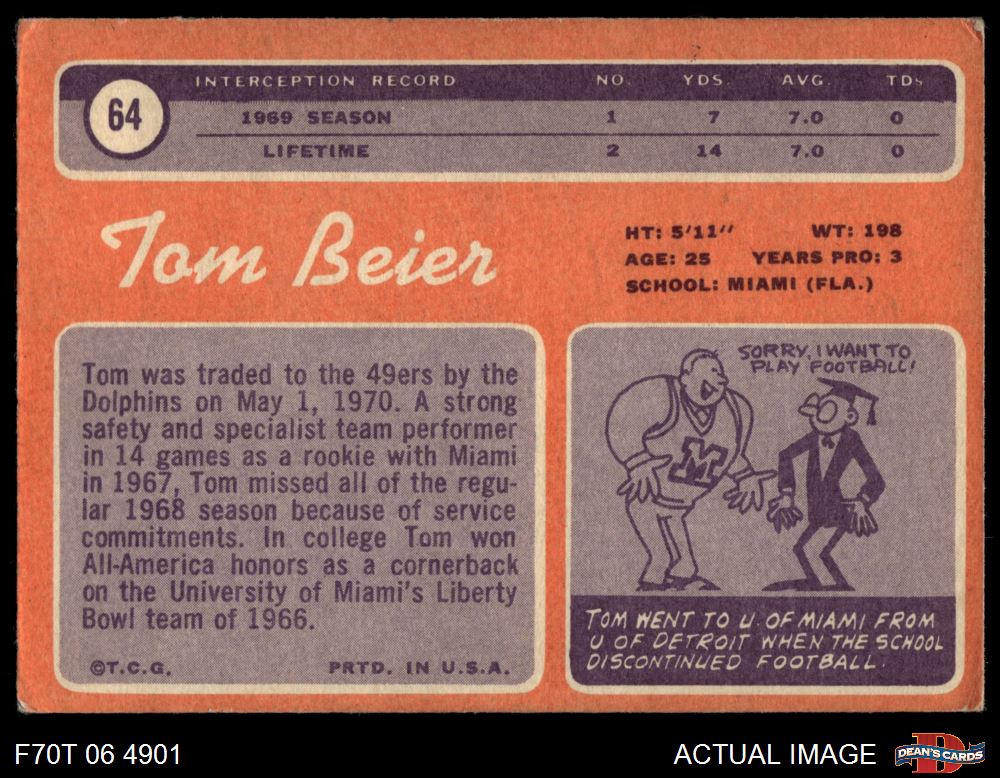 64
INTERCEPTION RECORD NO. YDS. AVG. TDs
1969 SEASON 1 7 7.0 0
LIFETIME 2 14 7.0 0
Tom Beier
HT: 5'11" WT: 198
AGE: 25 YEARS PRO: 3
SCHOOL: MIAMI (FLA.)
Tom was traded to the 49ers by the
Dolphins on May 1, 1970. A strong
safety and specialist team performer
in 14 games as a rookie with Miami
in 1967, Tom missed all of the regu-
lar 1968 season because of service
commitments. In college Tom won
All-America honors as a cornerback
on the University of Miami's Liberty
Bowl team of 1966.
©T.C.G. PRTD. IN U.S.A.
SORRY, I WANT TO
PLAY FOOTBALL!
M
TOM WENT TO U. OF MIAMI FROM
U OF DETROIT WHEN THE SCHOOL
DISCONTINUED FOOTBALL.
F70T 06 4901
ACTUAL IMAGE
D
DEAN'S CARDS